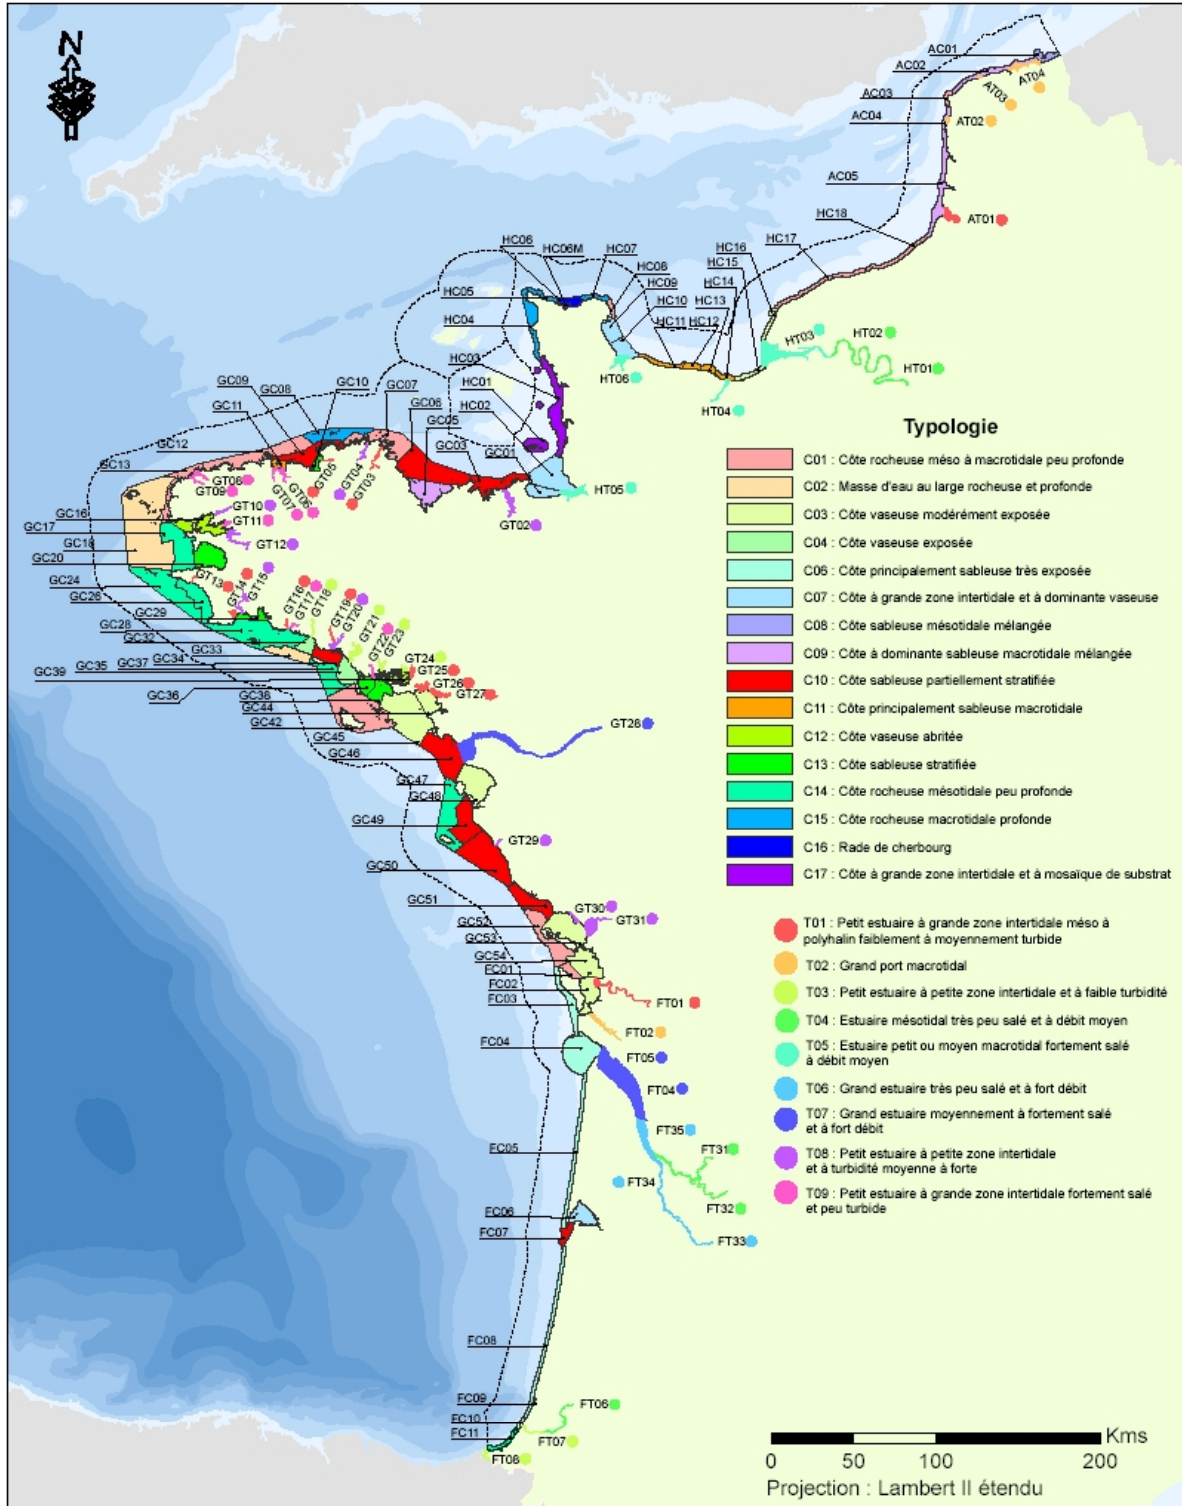 N
AC01
AC02
AT04
AT03
AC03
AC04
AT02
AC05
AT01
HC18
HC17
HC16
HC15
HC14
HC13
HC12
HC11
HC10
HC09
HC08
HC07
HC06M
HC06
HC05
HC04
HC03
HC01
HC02
HT03
HT02
HT01
HT06
HT04
HT05
GC01
GC03
GC05
GC06
GC07
GC10
GC08
GC09
GC11
GC12
GC13
GT02
GT03
GT04
GT05
GT06
GT07
GT08
GT09
GT10
GT11
GT12
GC16
GC17
GC18
GC20
GC24
GC26
GC29
GC28
GC32
GC33
GC34
GC37
GC35
GC39
GC36
GC38
GC44
GC42
GC45
GC46
GT13
GT14
GT15
GT16
GT17
GT18
GT19
GT20
GT21
GT22
GT23
GT24
GT25
GT26
GT27
GT28
GC47
GC48
GC49
GC50
GT29
GC51
GC52
GC53
GC54
GT30
GT31
FC01
FC02
FC03
FC04
FT01
FT02
FT05
FT04
FT35
FT31
FT34
FT32
FT33
FC05
FC06
FC07
FC08
FC09
FC10
FC11
FT06
FT07
FT08
Typologie
C01 : Côte rocheuse méso à macrotidale peu profonde
C02 : Masse d'eau au large rocheuse et profonde
C03 : Côte vaseuse modérément exposée
C04 : Côte vaseuse exposée
C06 : Côte principalement sableuse très exposée
C07 : Côte à grande zone intertidale et à dominante vaseuse
C08 : Côte sableuse mésotidale mélangée
C09 : Côte à dominante sableuse macrotidale mélangée
C10 : Côte sableuse partiellement stratifiée
C11 : Côte principalement sableuse macrotidale
C12 : Côte vaseuse abritée
C13 : Côte sableuse stratifiée
C14 : Côte rocheuse mésotidale peu profonde
C15 : Côte rocheuse macrotidale profonde
C16 : Rade de cherbourg
C17 : Côte à grande zone intertidale et à mosaïque de substrat
T01 : Petit estuaire à grande zone intertidale méso à
polyhalin faiblement à moyennement turbide
T02 : Grand port macrotidal
T03 : Petit estuaire à petite zone intertidale et à faible turbidité
T04 : Estuaire mésotidal très peu salé et à débit moyen
T05 : Estuaire petit ou moyen macrotidal fortement salé
à débit moyen
T06 : Grand estuaire très peu salé et à fort débit
T07 : Grand estuaire moyennement à fortement salé
et à fort débit
T08 : Petit estuaire à petite zone intertidale
et à turbidité moyenne à forte
T09 : Petit estuaire à grande zone intertidale fortement salé
et peu turbide
Kms
0 50 100 200
Projection : Lambert II étendu